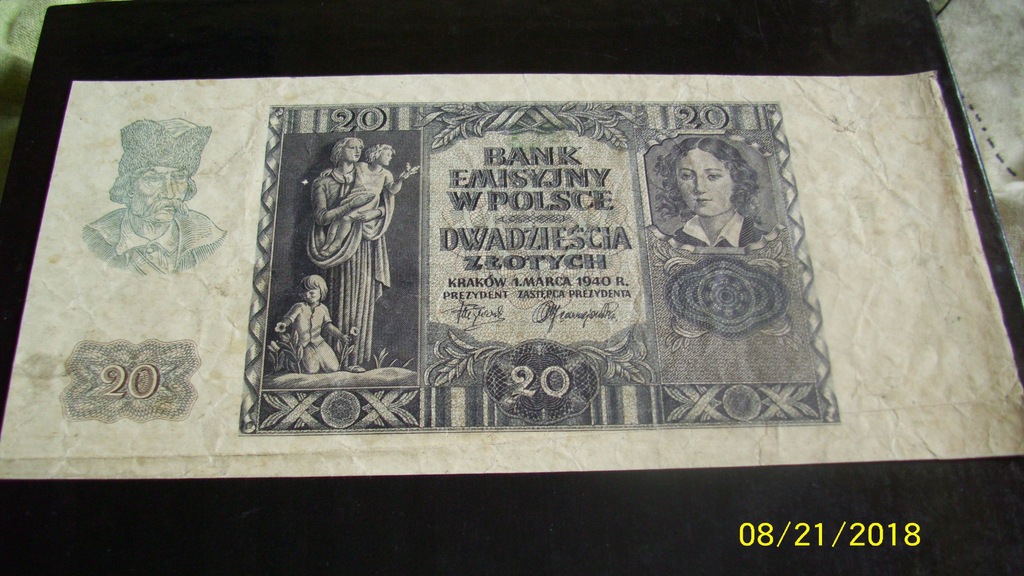 20 20
BANK
EMISYJNY
W POLSCE
DWADZIEŚCIA
ZŁOTYCH
KRAKÓW 1. MARCA 1940 R.
PREZYDENT ZASTĘPCA PREZYDENTA
20
20
08/21/2018